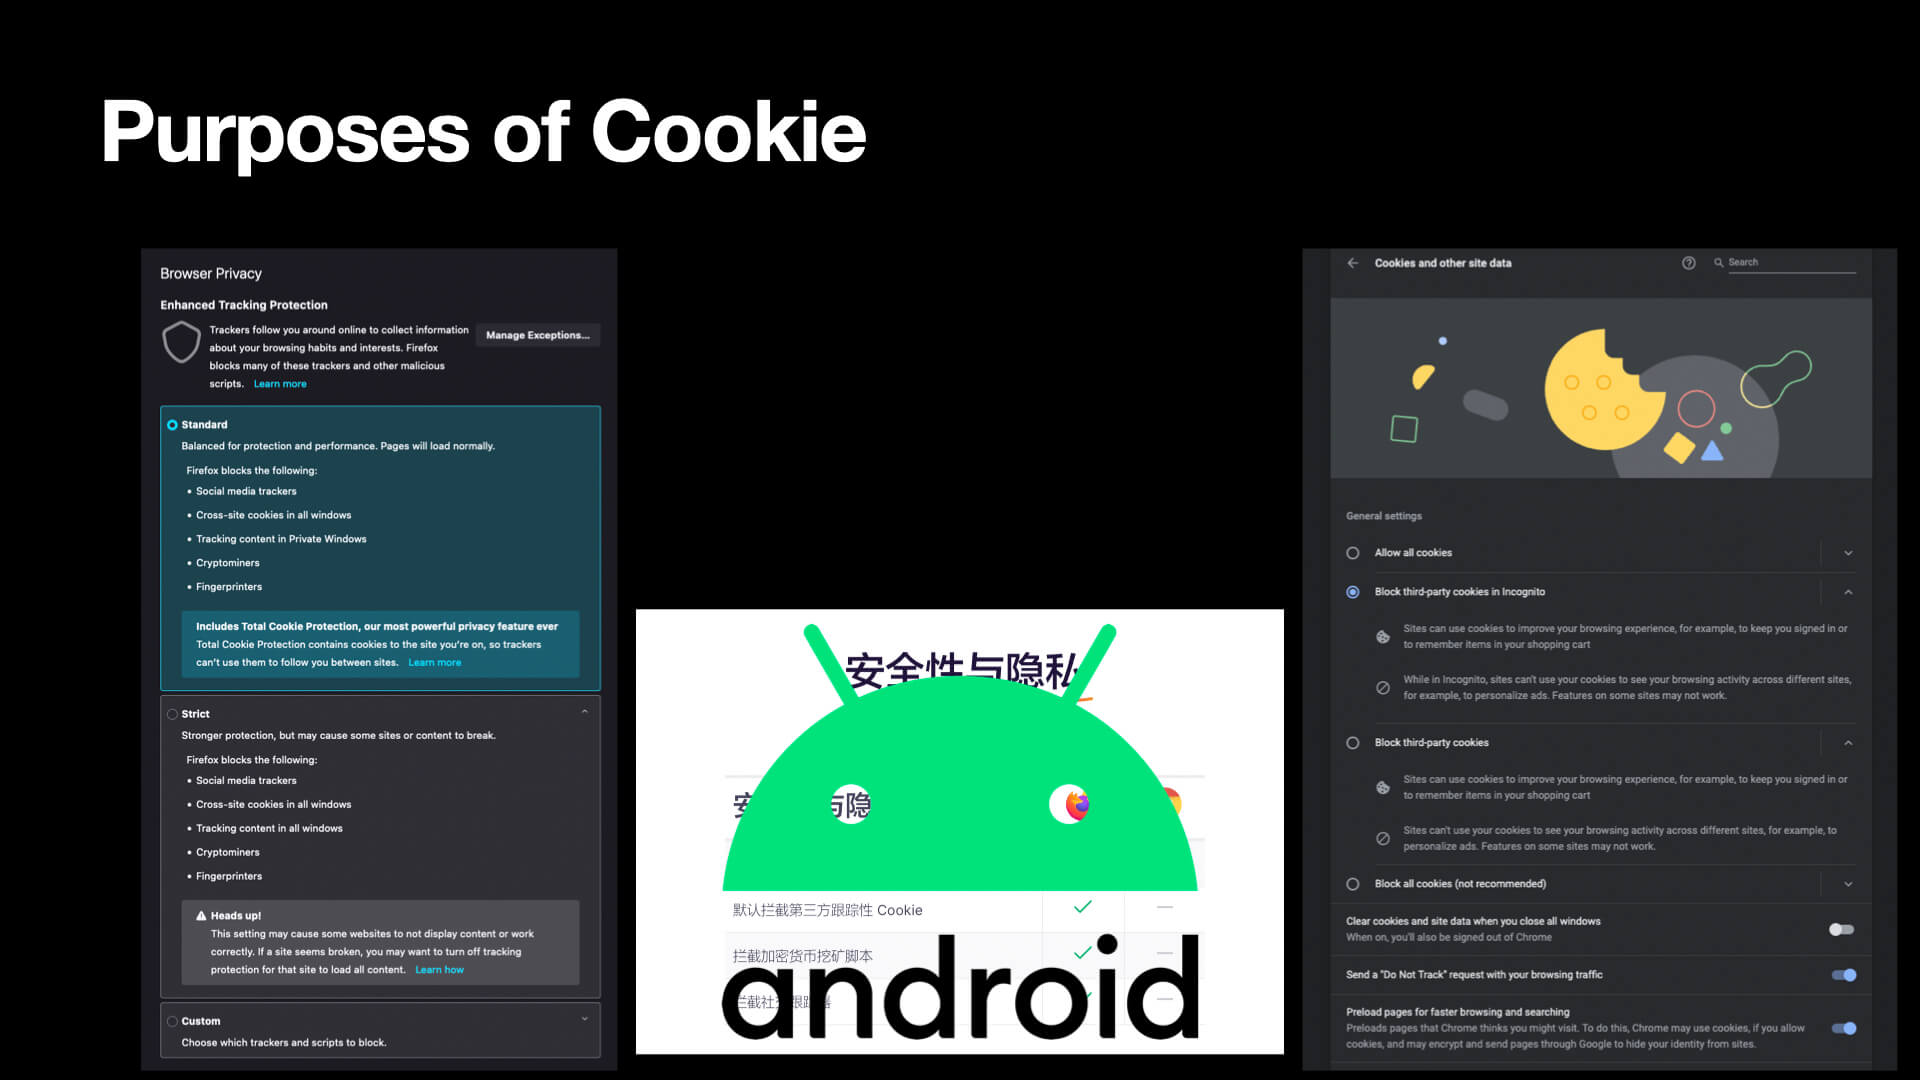 Purposes of Cookie
Browser Privacy
Enhanced Tracking Protection
Trackers follow you around online to collect information
about your browsing habits and interests. Firefox
blocks many of these trackers and other malicious
scripts. Learn more
Manage Exceptions...
Standard
Balanced for protection and performance. Pages will load normally.
Firefox blocks the following:
• Social media trackers
• Cross-site cookies in all windows
• Tracking content in Private Windows
• Cryptominers
• Fingerprinters
Includes Total Cookie Protection, our most powerful privacy feature ever
Total Cookie Protection contains cookies to the site you're on, so trackers
can't use them to follow you between sites. Learn more
Strict
Stronger protection, but may cause some sites or content to break.
Firefox blocks the following:
• Social media trackers
• Cross-site cookies in all windows
• Tracking content in all windows
• Cryptominers
• Fingerprinters
Heads up!
This setting may cause some websites to not display content or work
correctly. If a site seems broken, you may want to turn off tracking
protection for that site to load all content. Learn how
Custom
Choose which trackers and scripts to block.
安全性与隐私
与隐
默认拦截第三方跟踪性 Cookie
拦截加密货币挖矿脚本
android
Cookies and other site data
Search
General settings
Allow all cookies
Block third-party cookies in Incognito
Sites can use cookies to improve your browsing experience, for example, to keep you signed in or
to remember items in your shopping cart
While in Incognito, sites can't use your cookies to see your browsing activity across different sites,
for example, to personalize ads. Features on some sites may not work.
Block third-party cookies
Sites can use cookies to improve your browsing experience, for example, to keep you signed in or
to remember items in your shopping cart
Sites can't use your cookies to see your browsing activity across different sites, for example, to
personalize ads. Features on some sites may not work.
Block all cookies (not recommended)
Clear cookies and site data when you close all windows
When on, you'll also be signed out of Chrome
Send a "Do Not Track" request with your browsing traffic
Preload pages for faster browsing and searching
Preloads pages that Chrome thinks you might visit. To do this, Chrome may use cookies, if you allow
cookies, and may encrypt and send pages through Google to hide your identity from sites.